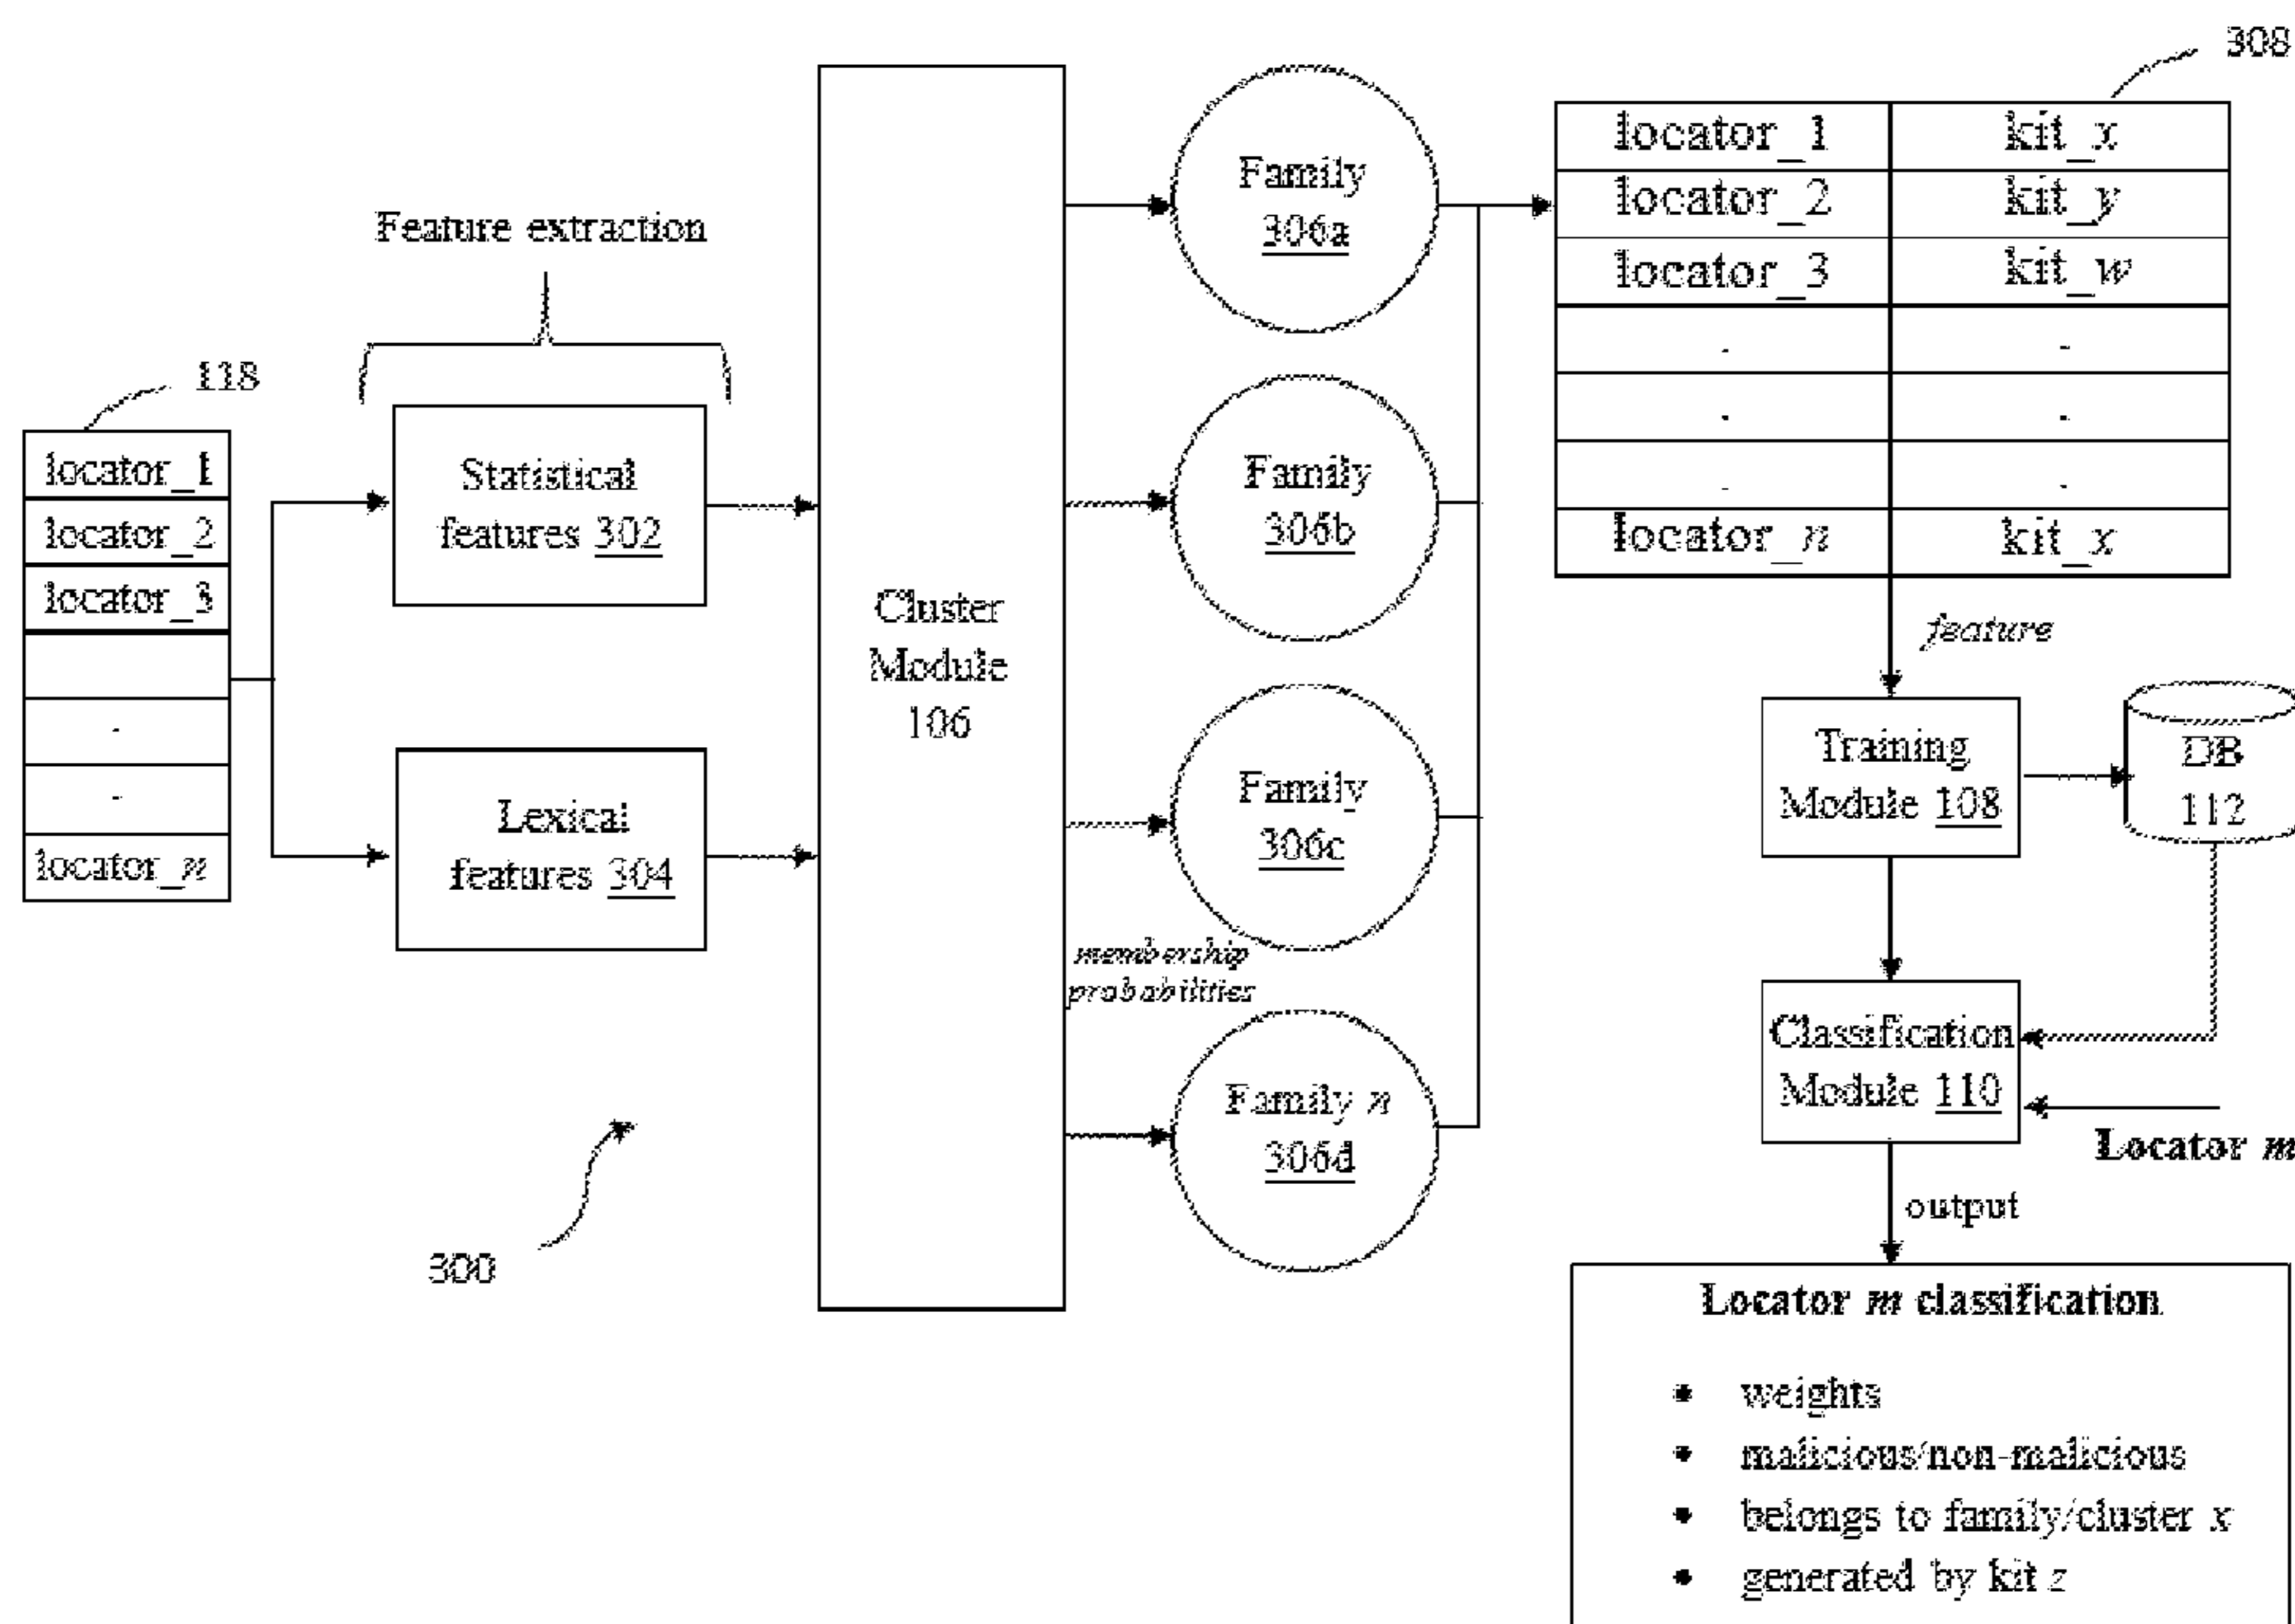 308
Feature extraction
118
locator_1
locator_2
locator_3
.
.
locator_n
Statistical
features 302
Lexical
features 304
Cluster
Module
106
membership
probabilities
Family
306a
Family
306b
Family
306c
Family n
306d
300
locator_1 kit_x
locator_2 kit_y
locator_3 kit_w
. .
. .
. .
locator_n kit_x
feature
Training
Module 108
DB
112
Classification
Module 110
Locator m
output
Locator m classification
• weights
• malicious/non-malicious
• belongs to family/cluster x
• generated by kit z